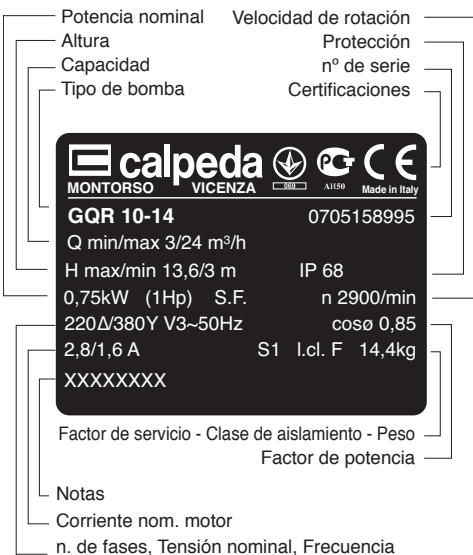 Potencia nominal Velocidad de rotación
Altura Protección
Capacidad nº de serie
Tipo de bomba Certificaciones
calpeda PCT CE
MONTORSO VICENZA 069 АИ50 Made in Italy
GQR 10-14 0705158995
Q min/max 3/24 m³/h
H max/min 13,6/3 m IP 68
0,75kW (1Hp) S.F. n 2900/min
220Δ/380Y V3~50Hz cosø 0,85
2,8/1,6 A S1 I.cl. F 14,4kg
XXXXXXXX
Factor de servicio - Clase de aislamiento - Peso
Factor de potencia
Notas
Corriente nom. motor
n. de fases, Tensión nominal, Frecuencia